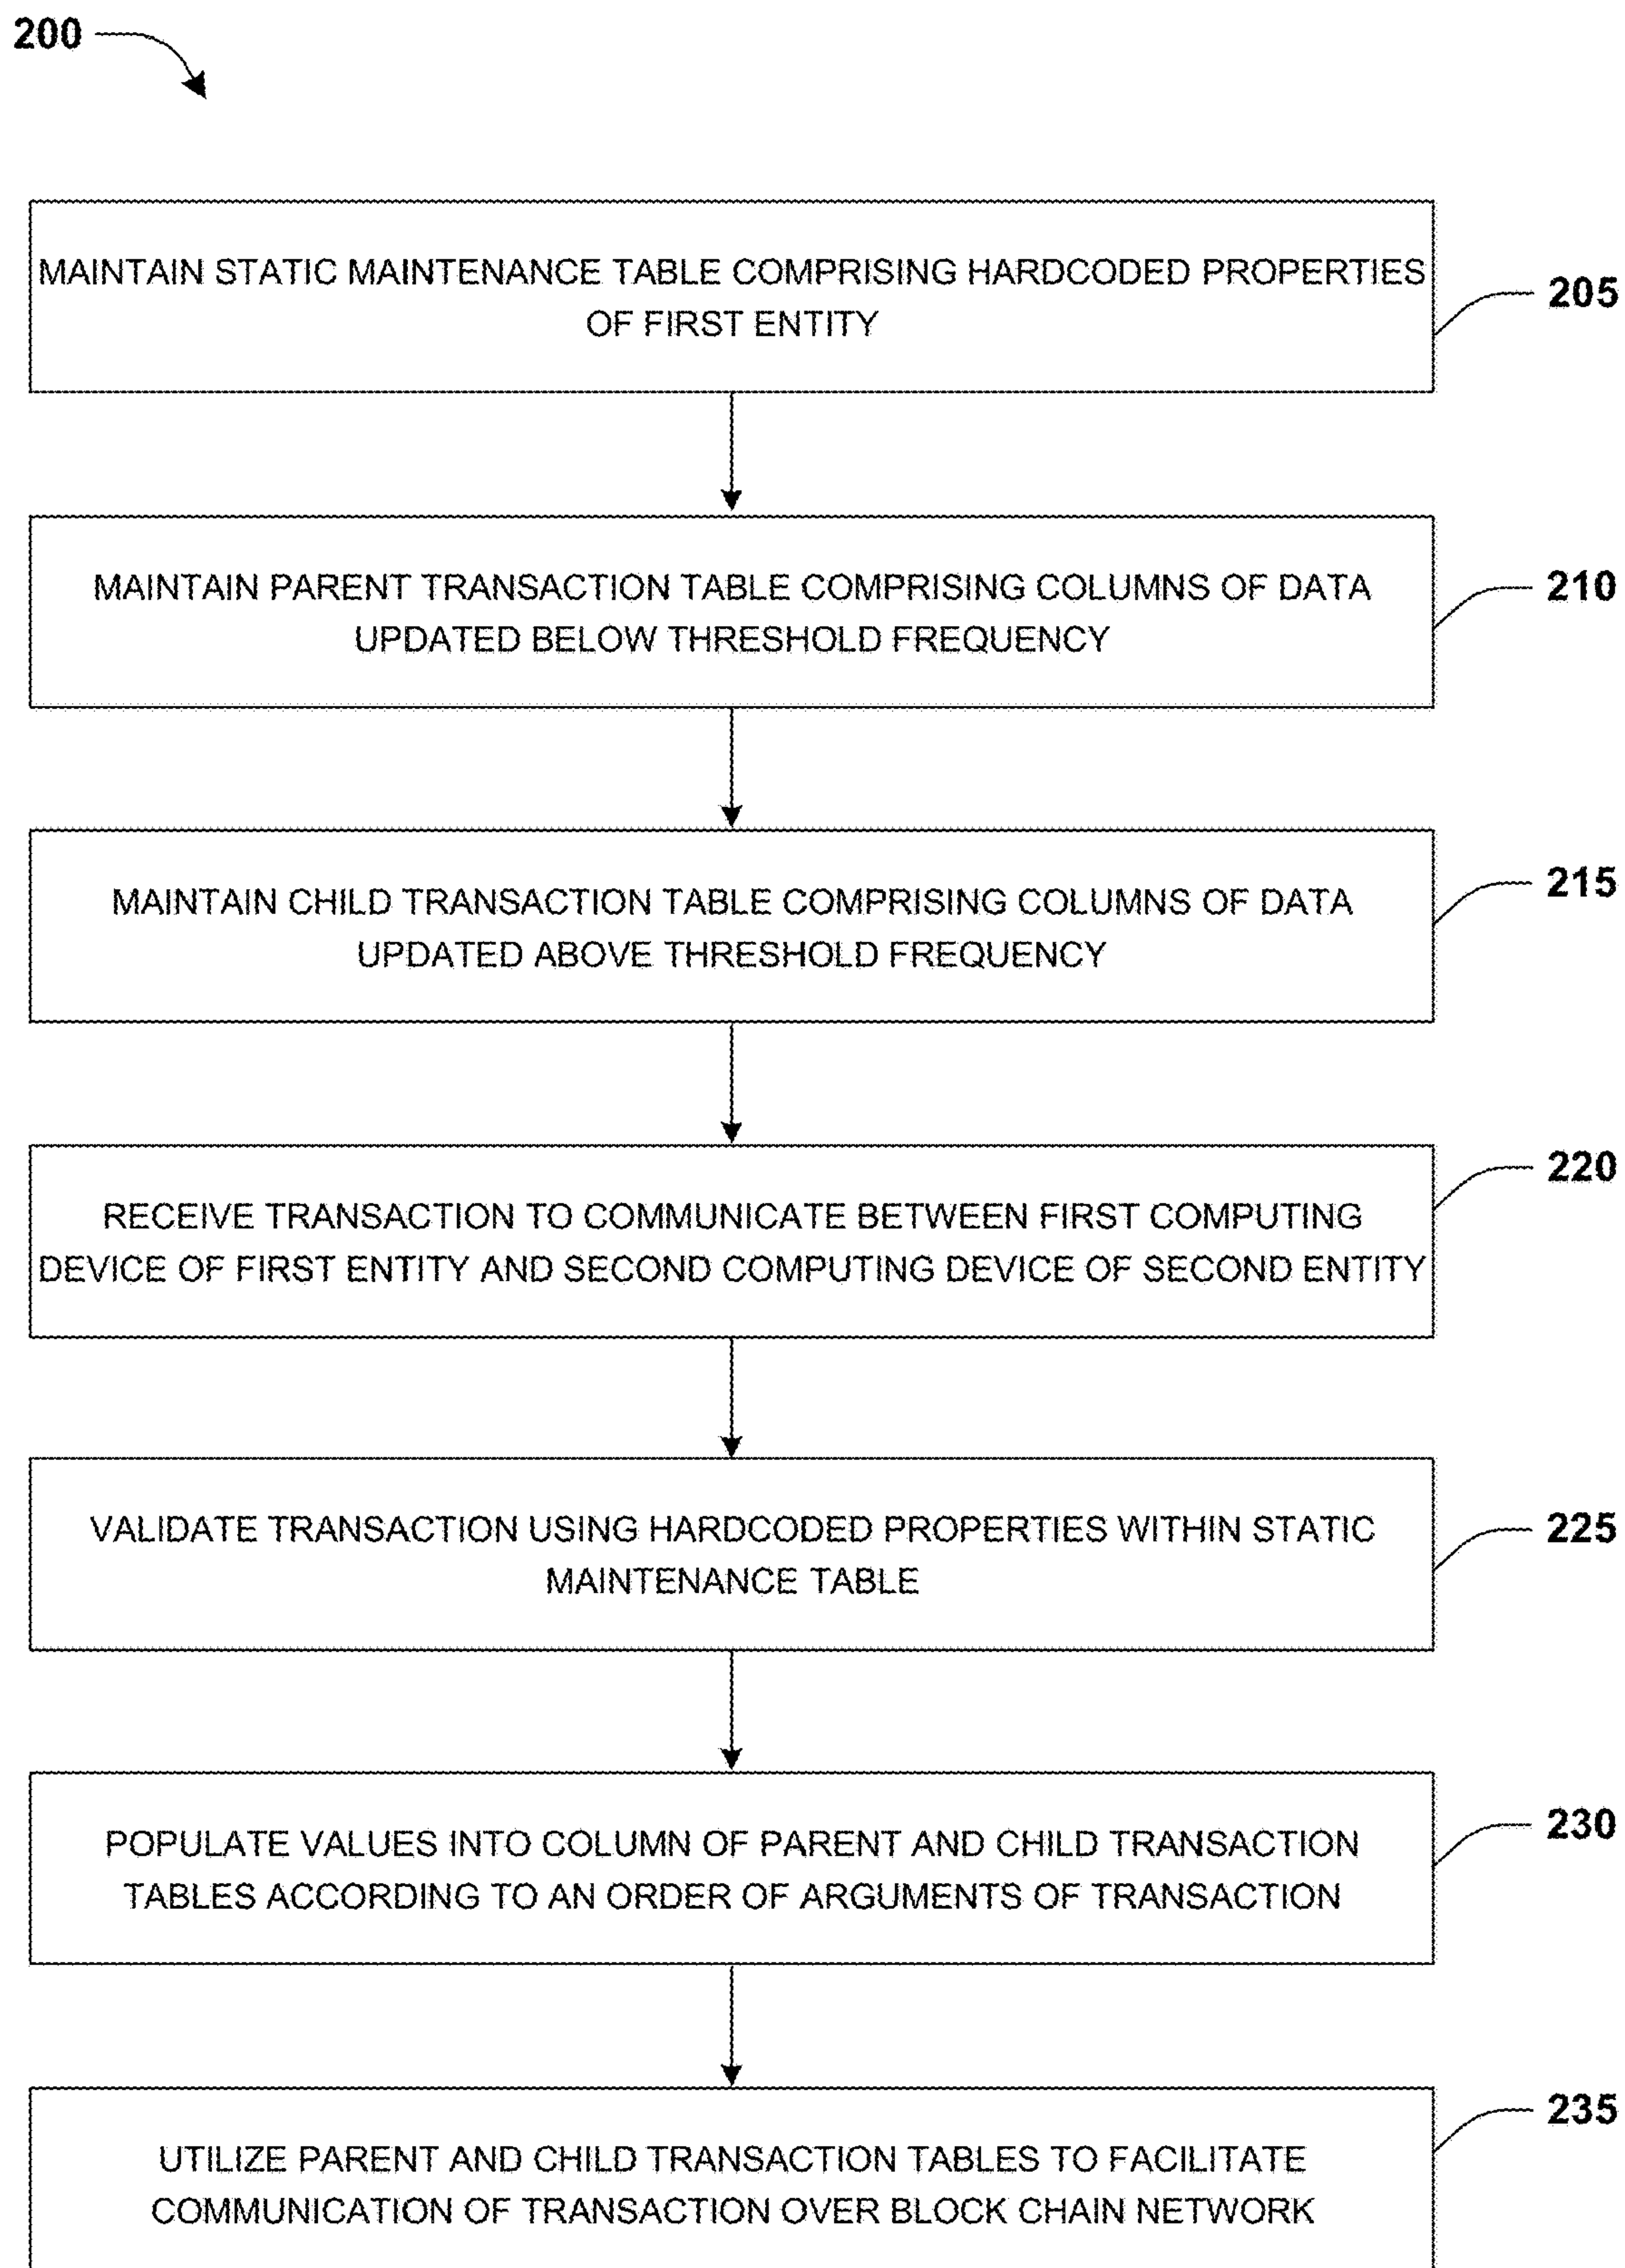 200
MAINTAIN STATIC MAINTENANCE TABLE COMPRISING HARDCODED PROPERTIES
OF FIRST ENTITY
205
MAINTAIN PARENT TRANSACTION TABLE COMPRISING COLUMNS OF DATA
UPDATED BELOW THRESHOLD FREQUENCY
210
MAINTAIN CHILD TRANSACTION TABLE COMPRISING COLUMNS OF DATA
UPDATED ABOVE THRESHOLD FREQUENCY
215
RECEIVE TRANSACTION TO COMMUNICATE BETWEEN FIRST COMPUTING
DEVICE OF FIRST ENTITY AND SECOND COMPUTING DEVICE OF SECOND ENTITY
220
VALIDATE TRANSACTION USING HARDCODED PROPERTIES WITHIN STATIC
MAINTENANCE TABLE
225
POPULATE VALUES INTO COLUMN OF PARENT AND CHILD TRANSACTION
TABLES ACCORDING TO AN ORDER OF ARGUMENTS OF TRANSACTION
230
UTILIZE PARENT AND CHILD TRANSACTION TABLES TO FACILITATE
COMMUNICATION OF TRANSACTION OVER BLOCK CHAIN NETWORK
235